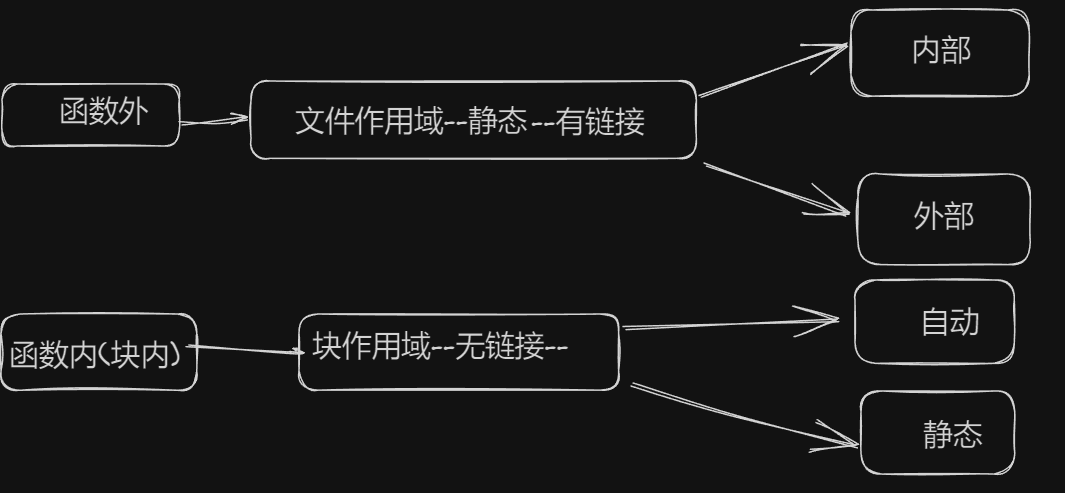 函数外
文件作用域--静态--有链接
内部
外部
函数内(块内)
块作用域--无链接--
自动
静态